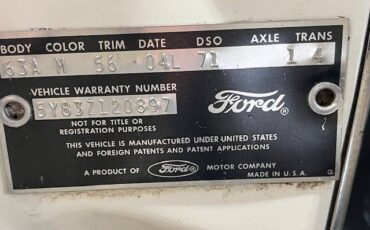 BODY COLOR TRIM DATE DSO AXLE TRANS
63A W 56 04L 71 1 4
VEHICLE WARRANTY NUMBER
5Y83Z120897
Ford®
NOT FOR TITLE OR
REGISTRATION PURPOSES
THIS VEHICLE IS MANUFACTURED UNDER UNITED STATES
AND FOREIGN PATENTS AND PATENT APPLICATIONS
A PRODUCT OF Ford® MOTOR COMPANY
MADE IN U.S.A. G